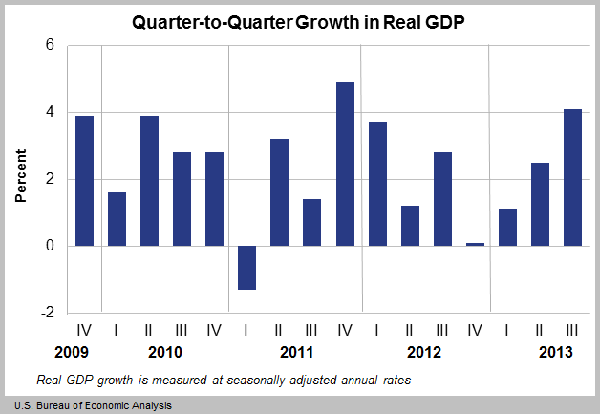 Quarter-to-Quarter Growth in Real GDP
6
4
2
0
-2
Percent
IV I II III IV I II III IV I II III IV I II III
2009 2010 2011 2012 2013
Real GDP growth is measured at seasonally adjusted annual rates
U.S. Bureau of Economic Analysis